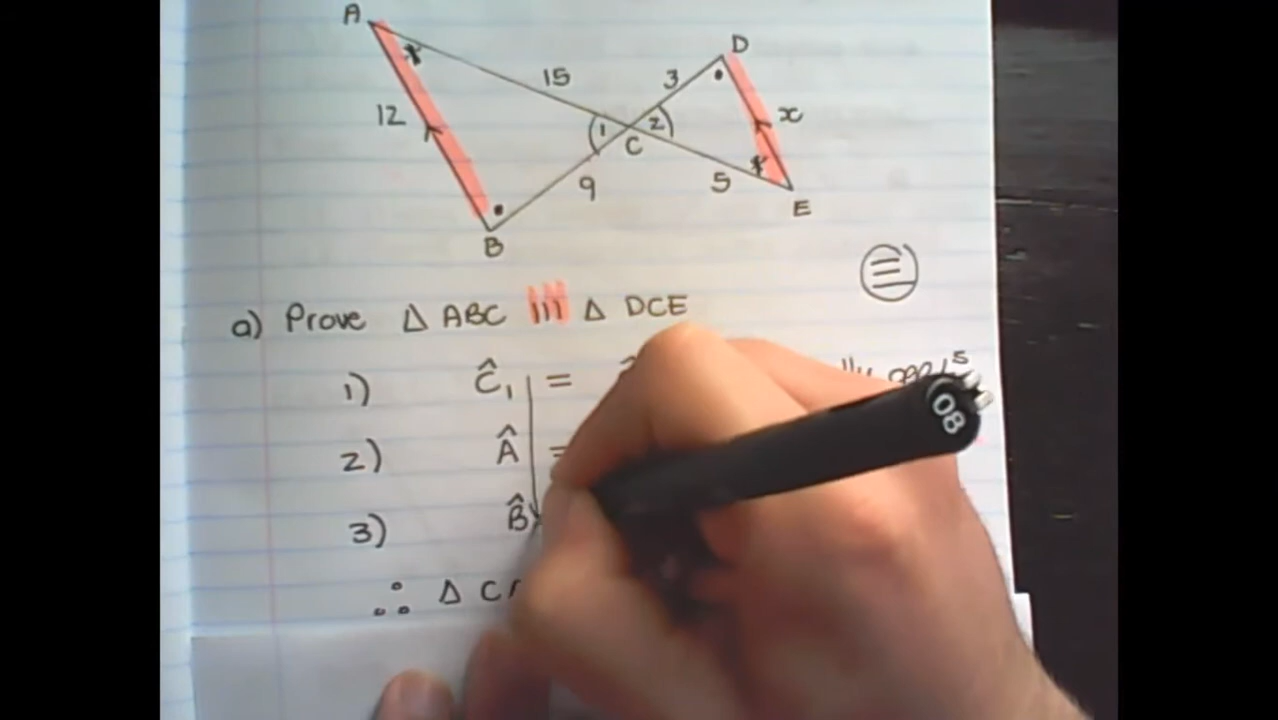 A
D
15
3
12
x
1
2
C
9
5
E
B
a) Prove Δ ABC ||| Δ DCE
1) Ĉ₁ =
2) Â =
3) B̂
∴ Δ C
08